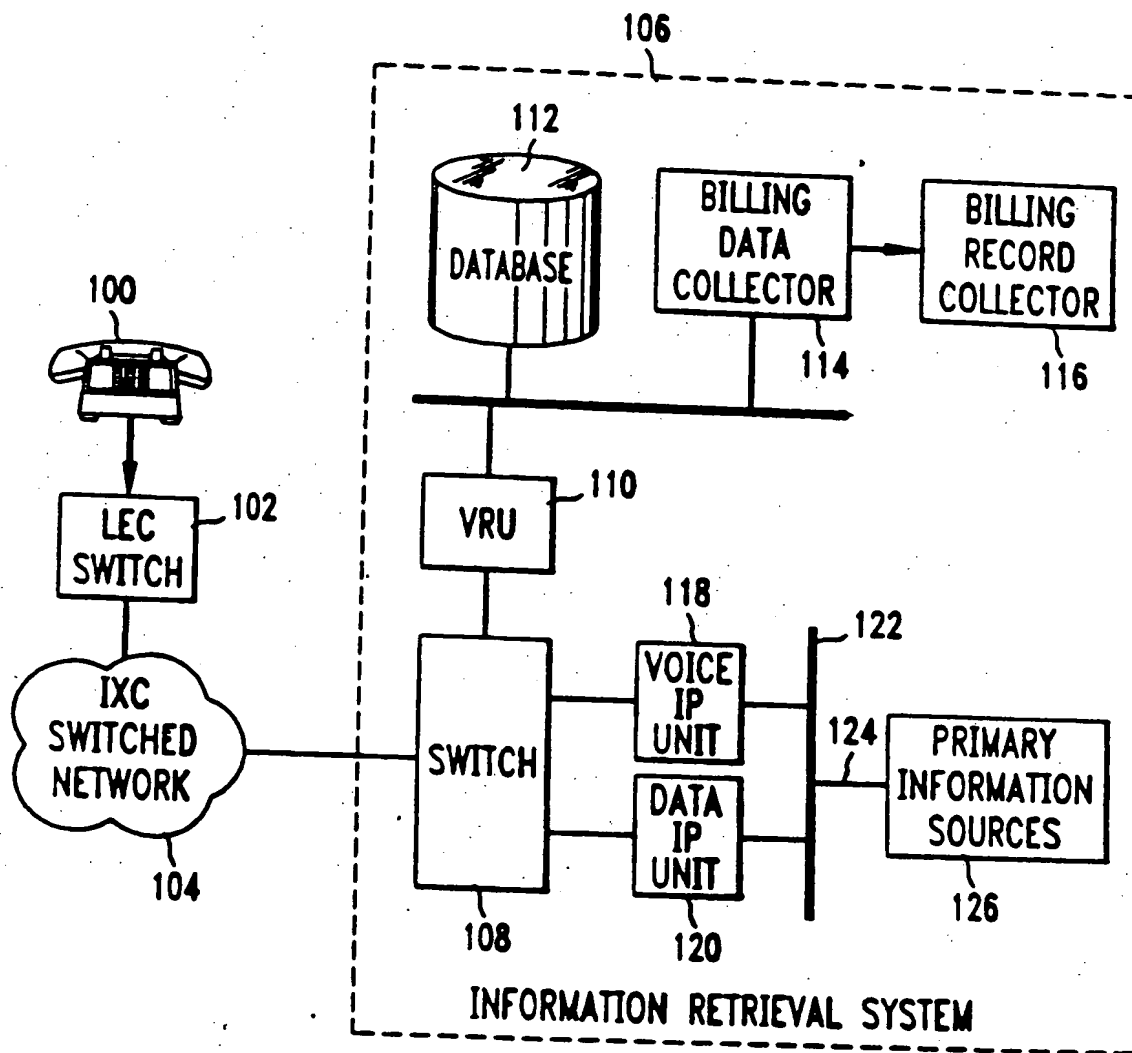 106
112
DATABASE
BILLING
DATA
COLLECTOR
114
BILLING
RECORD
COLLECTOR
116
100
LEC
SWITCH
102
VRU
110
IXC
SWITCHED
NETWORK
104
SWITCH
108
118
VOICE
IP
UNIT
DATA
IP
UNIT
120
122
124
PRIMARY
INFORMATION
SOURCES
126
INFORMATION RETRIEVAL SYSTEM